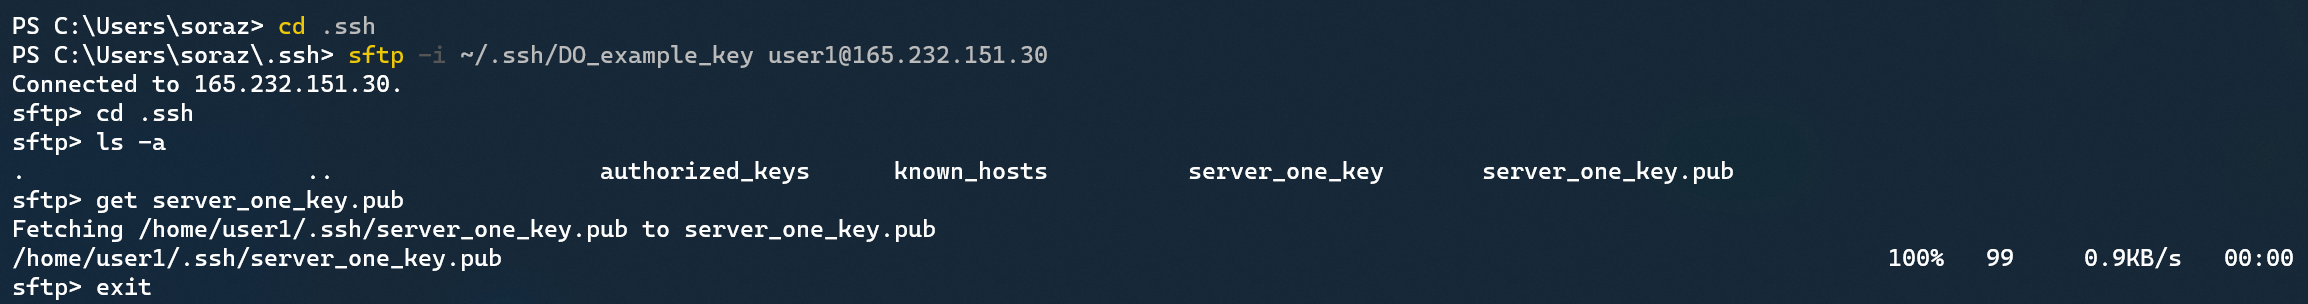 PS C:\Users\soraz> cd .ssh
PS C:\Users\soraz\.ssh> sftp -i ~/.ssh/DO_example_key user1@165.232.151.30
Connected to 165.232.151.30.
sftp> cd .ssh
sftp> ls -a
. .. authorized_keys known_hosts server_one_key server_one_key.pub
sftp> get server_one_key.pub
Fetching /home/user1/.ssh/server_one_key.pub to server_one_key.pub
/home/user1/.ssh/server_one_key.pub 100% 99 0.9KB/s 00:00
sftp> exit